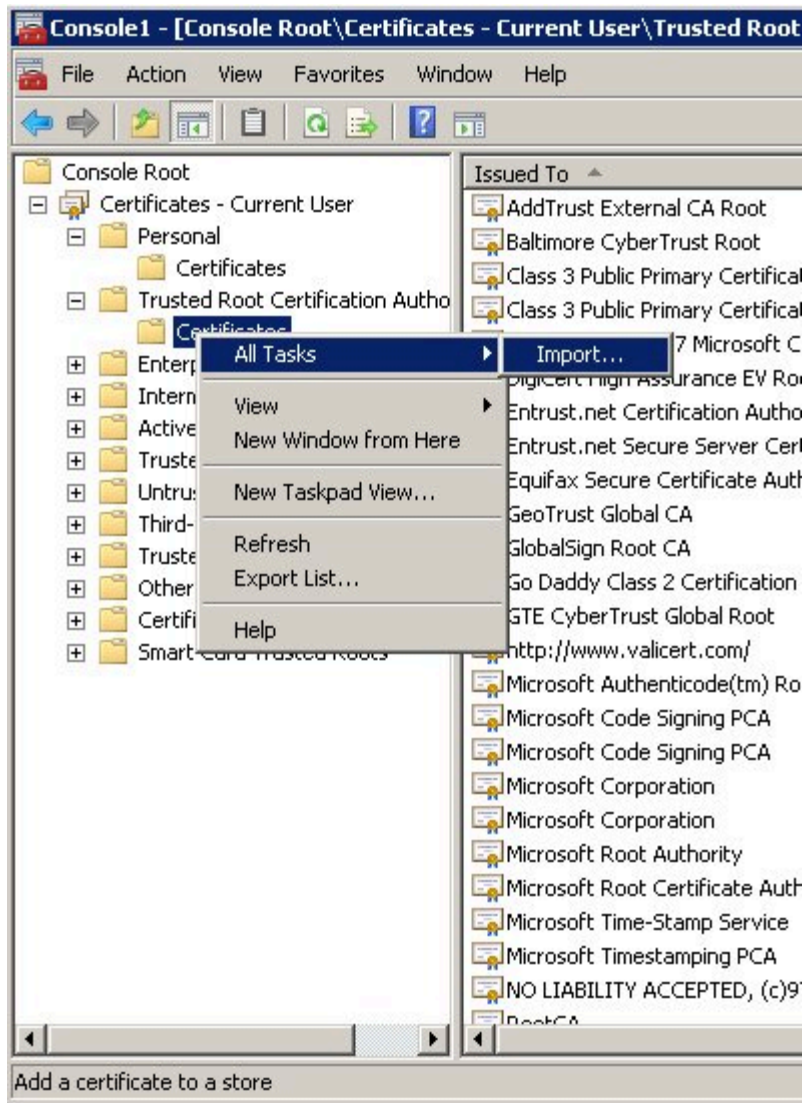 Console1 - [Console Root\Certificates - Current User\Trusted Root
File Action View Favorites Window Help
Console Root
Certificates - Current User
Personal
Certificates
Trusted Root Certification Autho
Certificates
Enterp
Intern
Active
Truste
Untrus
Third-
Truste
Other
Certifi
Smart-Card Trusted Roots
All Tasks
View
New Window from Here
New Taskpad View...
Refresh
Export List...
Help
Import...
Issued To
AddTrust External CA Root
Baltimore CyberTrust Root
Class 3 Public Primary Certificat
Class 3 Public Primary Certificat
7 Microsoft C
DigiCert High Assurance EV Roo
Entrust.net Certification Autho
Entrust.net Secure Server Cert
Equifax Secure Certificate Auth
GeoTrust Global CA
GlobalSign Root CA
Go Daddy Class 2 Certification
GTE CyberTrust Global Root
http://www.valicert.com/
Microsoft Authenticode(tm) Ro
Microsoft Code Signing PCA
Microsoft Code Signing PCA
Microsoft Corporation
Microsoft Corporation
Microsoft Root Authority
Microsoft Root Certificate Auth
Microsoft Time-Stamp Service
Microsoft Timestamping PCA
NO LIABILITY ACCEPTED, (c)97
RootCA
Add a certificate to a store